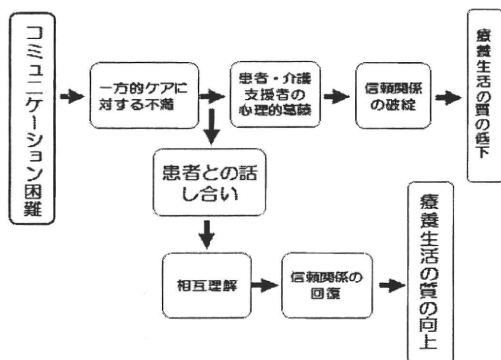 コミュニケーション困難
一方的ケアに
対する不満
患者・介護
支援者の
心理的葛藤
信頼関係
の破綻
療養生活の質の低下
患者との話
し合い
相互理解
信頼関係の
回復
療養生活の質の向上